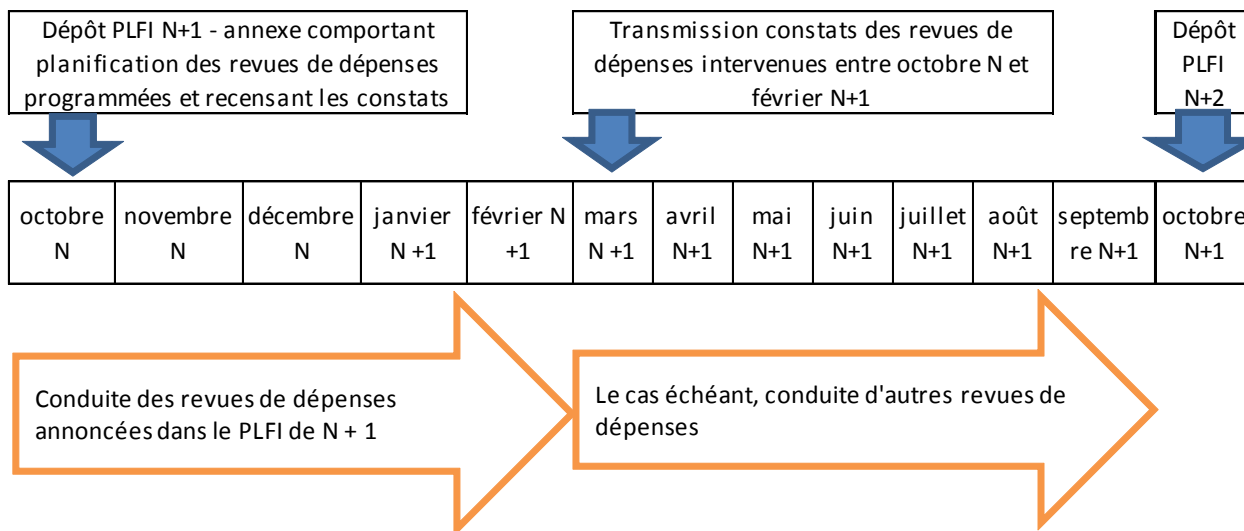 Dépôt PLFI N+1 - annexe comportant
planification des revues de dépenses
programmées et recensant les constats
Transmission constats des revues de
dépenses intervenues entre octobre N et
février N+1
Dépôt
PLFI
N+2
octobre
N
novembre
N
décembre
N
janvier
N +1
février N
+1
mars
N +1
avril
N+1
mai
N+1
juin
N+1
juillet
N+1
août
N+1
septemb
re N+1
octobre
N+1
Conduite des revues de dépenses
annoncées dans le PLFI de N + 1
Le cas échéant, conduite d'autres revues de
dépenses